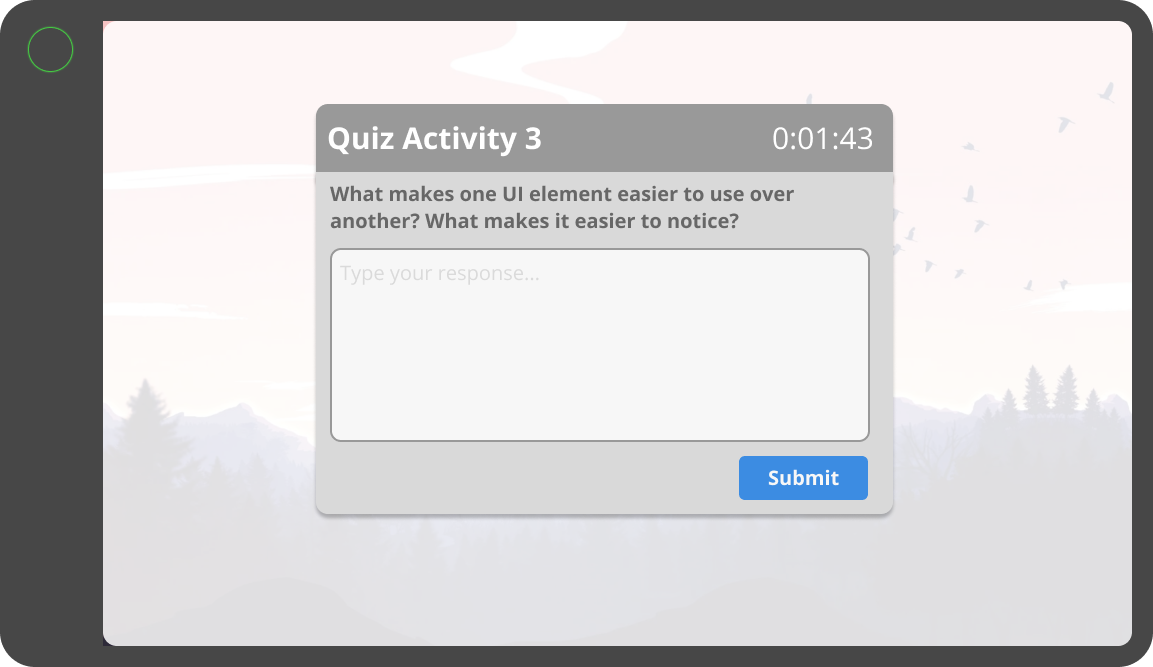 Quiz Activity 3
0:01:43
What makes one UI element easier to use over
another? What makes it easier to notice?
Type your response...
Submit